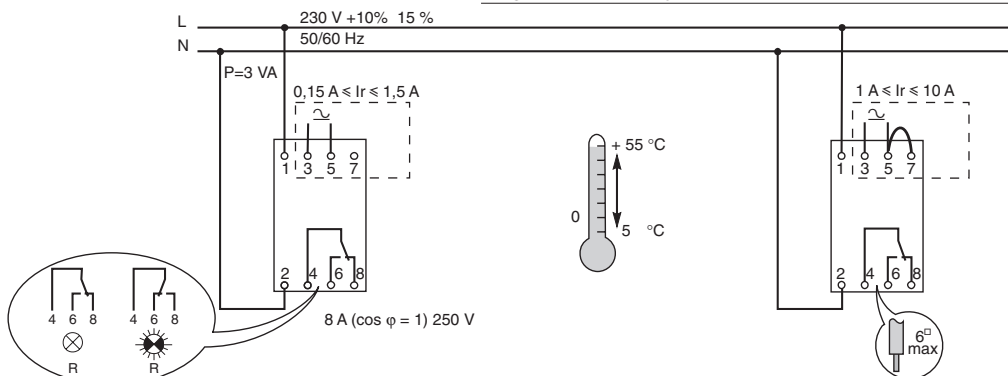 L 230 V +10% 15 %
N 50/60 Hz
P=3 VA
0,15 A ≤ Ir ≤ 1,5 A
1 3 5 7
2 4 6 8
8 A (cos φ = 1) 250 V
4 6 8 4 6 8
R R
+ 55 °C
0
5 °C
1 A ≤ Ir ≤ 10 A
1 3 5 7
2 4 6 8
6□
max